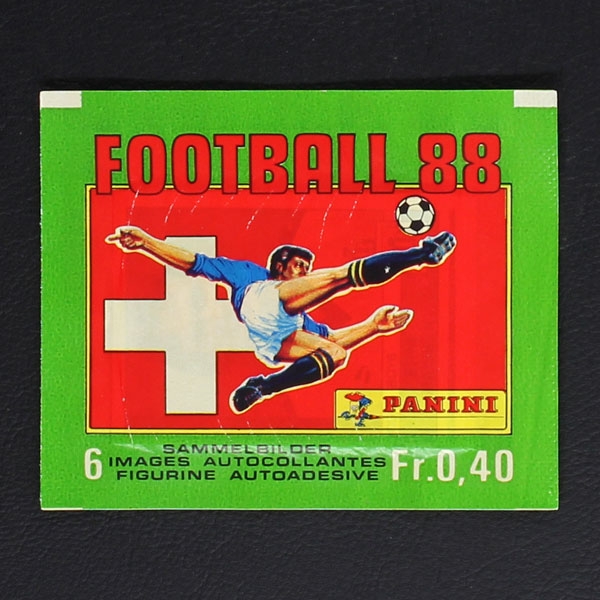 FOOTBALL 88
PANINI
SAMMELBILDER
6 IMAGES AUTOCOLLANTES Fr.0,40
FIGURINE AUTOADESIVE